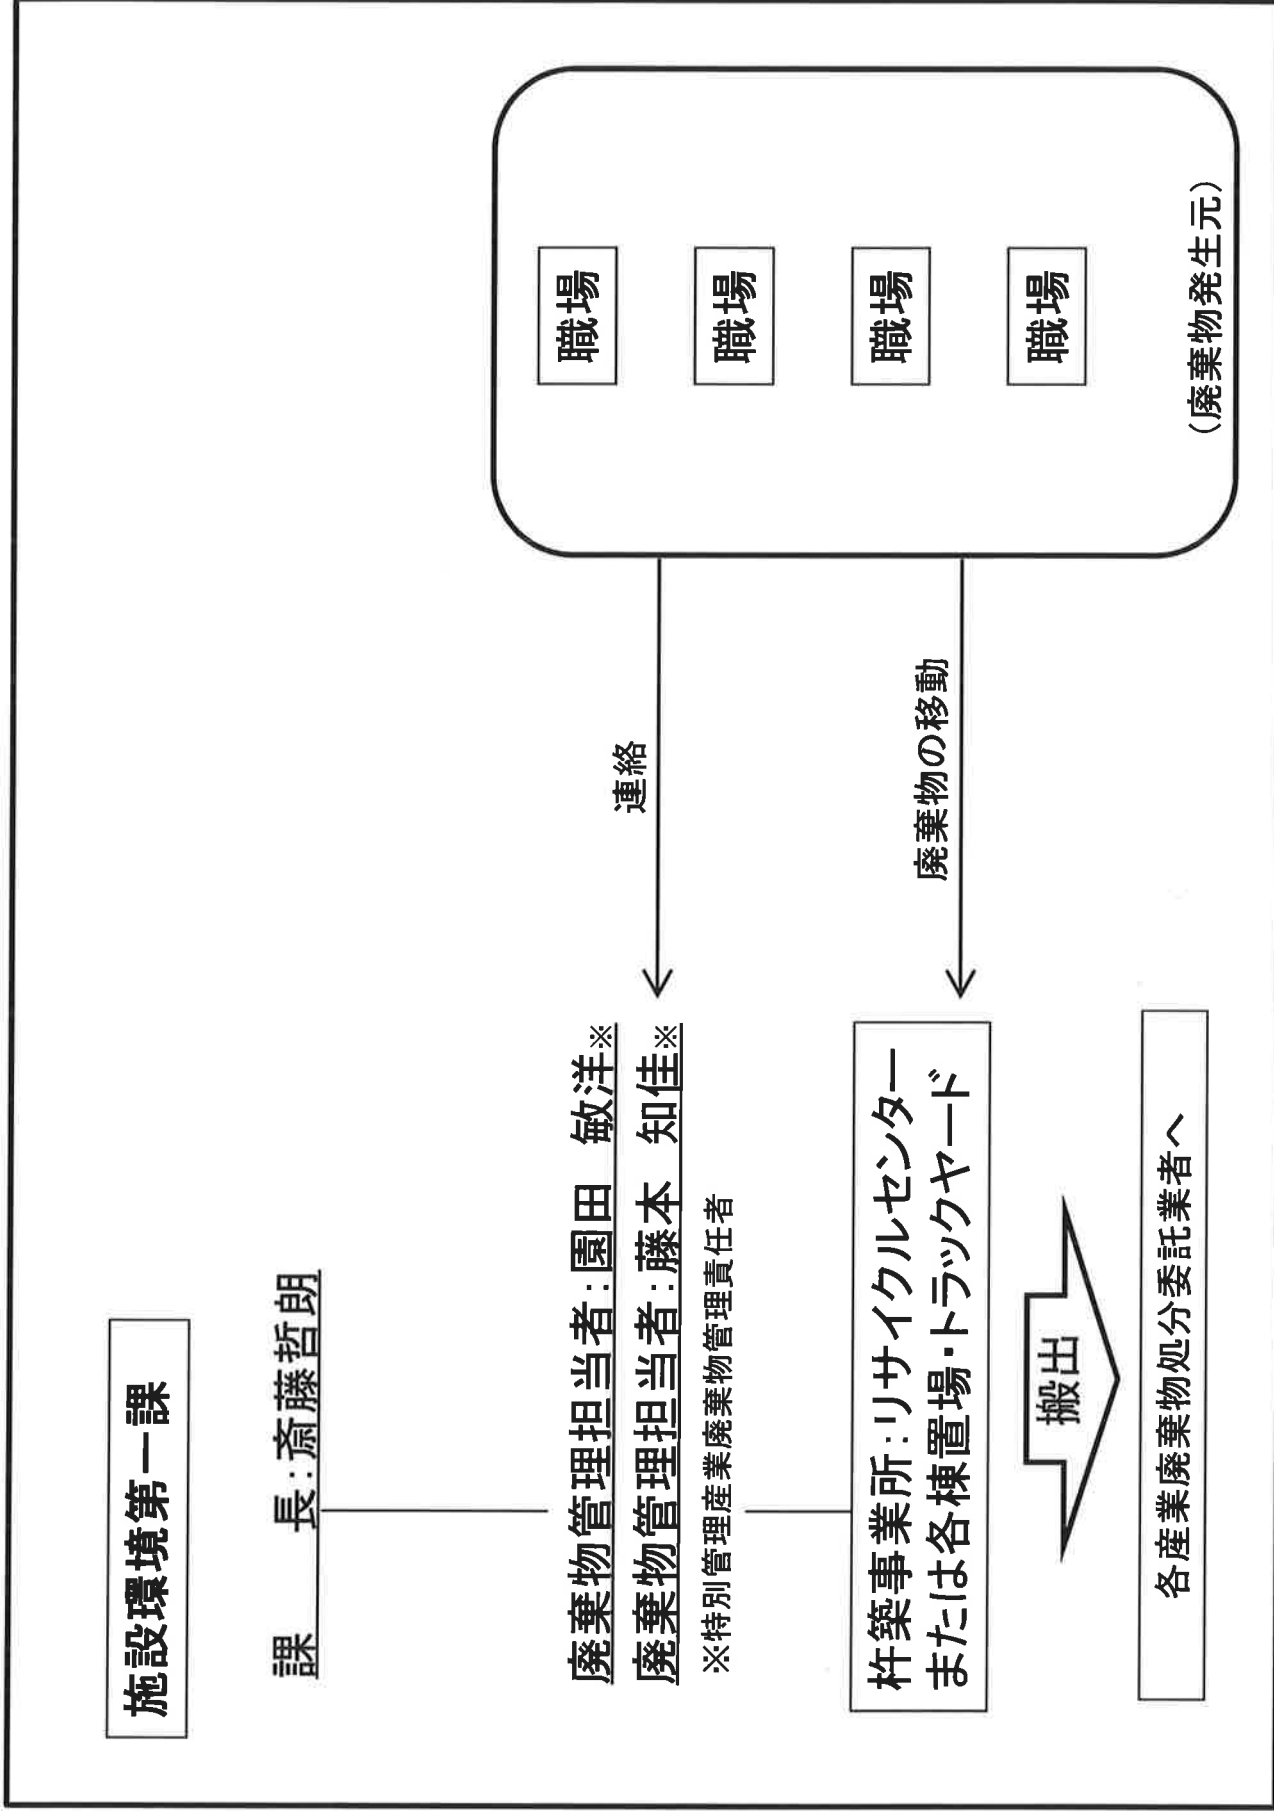 施設環境第一課
課　　長:斎藤哲朗
廃棄物管理担当者:園田　敏洋※
廃棄物管理担当者:藤本　知佳※
※特別管理産業廃棄物管理責任者
杵築事業所:リサイクルセンター
または各棟置場・トラックヤード
搬出
各産業廃棄物処分委託業者へ
連絡
廃棄物の移動
職場
職場
職場
職場
(廃棄物発生元)